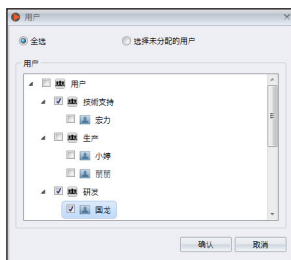 用户
全选 选择未分配的用户
用户
用户
技術支持
宏力
生产
小婷
丽丽
研发
国龙
确认 取消